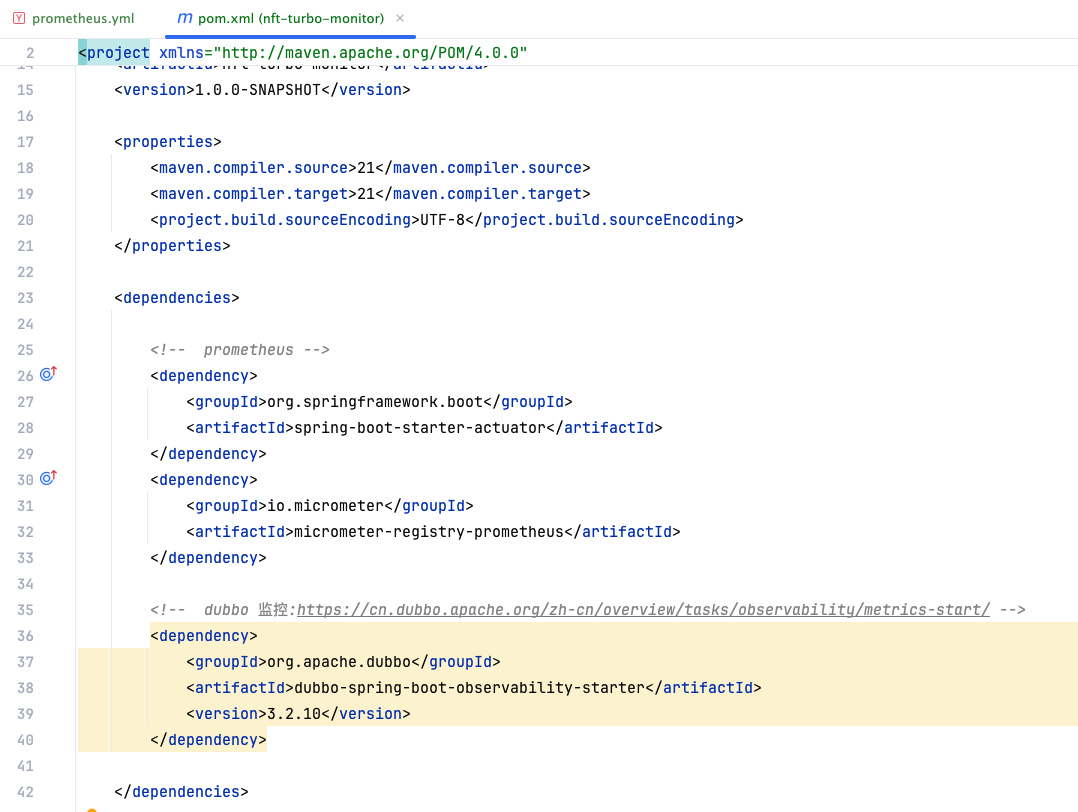 prometheus.yml
pom.xml (nft-turbo-monitor)
2 <project xmlns="http://maven.apache.org/POM/4.0.0"
14 <artifactId>nft-turbo-monitor</artifactId>
15 <version>1.0.0-SNAPSHOT</version>
16
17 <properties>
18 <maven.compiler.source>21</maven.compiler.source>
19 <maven.compiler.target>21</maven.compiler.target>
20 <project.build.sourceEncoding>UTF-8</project.build.sourceEncoding>
21 </properties>
22
23 <dependencies>
24
25 <!--  prometheus -->
26 <dependency>
27 <groupId>org.springframework.boot</groupId>
28 <artifactId>spring-boot-starter-actuator</artifactId>
29 </dependency>
30 <dependency>
31 <groupId>io.micrometer</groupId>
32 <artifactId>micrometer-registry-prometheus</artifactId>
33 </dependency>
34
35 <!--  dubbo 监控:https://cn.dubbo.apache.org/zh-cn/overview/tasks/observability/metrics-start/ -->
36 <dependency>
37 <groupId>org.apache.dubbo</groupId>
38 <artifactId>dubbo-spring-boot-observability-starter</artifactId>
39 <version>3.2.10</version>
40 </dependency>
41
42 </dependencies>